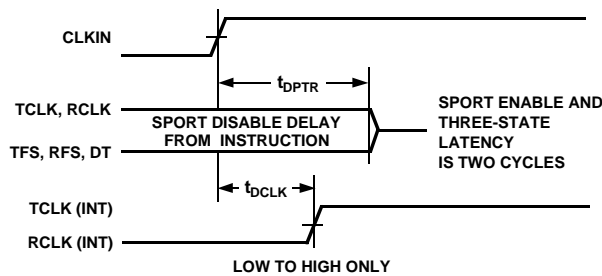 CLKIN
tDPTR
TCLK, RCLK
SPORT DISABLE DELAY
FROM INSTRUCTION
TFS, RFS, DT
SPORT ENABLE AND
THREE-STATE
LATENCY
IS TWO CYCLES
tDCLK
TCLK (INT)
RCLK (INT)
LOW TO HIGH ONLY